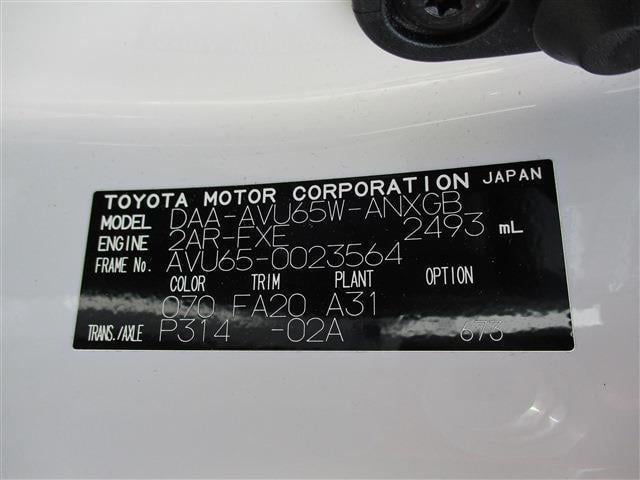 TOYOTA MOTOR CORPORATION JAPAN
MODEL DAA-AVU65W-ANXGB
ENGINE 2AR-FXE 2493 mL
FRAME No. AVU65-0023564
COLOR TRIM PLANT OPTION
070 FA20 A31
TRANS./AXLE P314 -02A 673